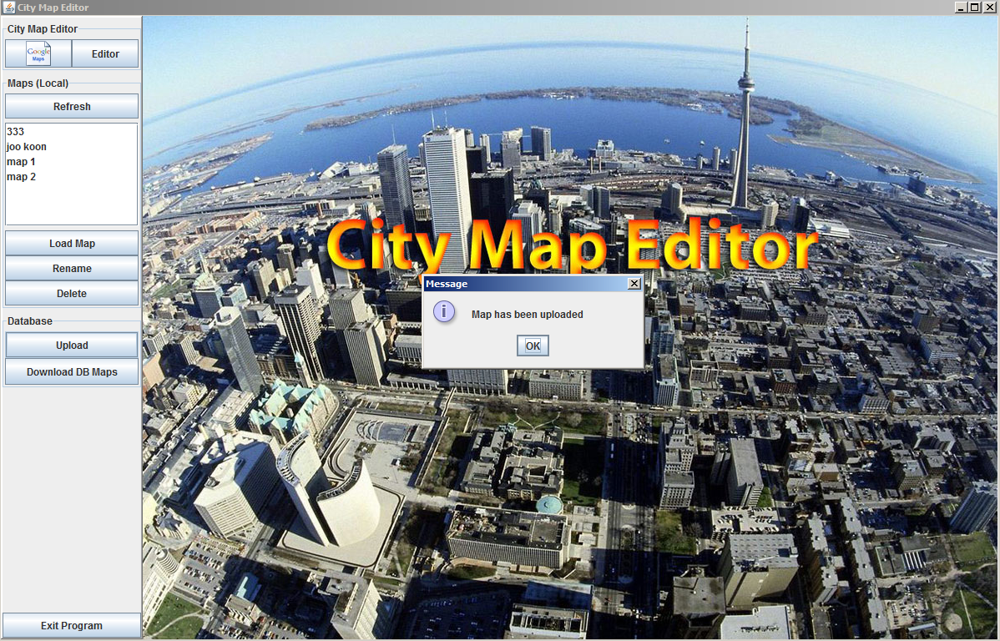 City Map Editor
City Map Editor
Google
Maps
Editor
Maps (Local)
Refresh
333
joo koon
map 1
map 2
Load Map
Rename
Delete
Database
Upload
Download DB Maps
Exit Program
City Map Editor
Message
Map has been uploaded
OK